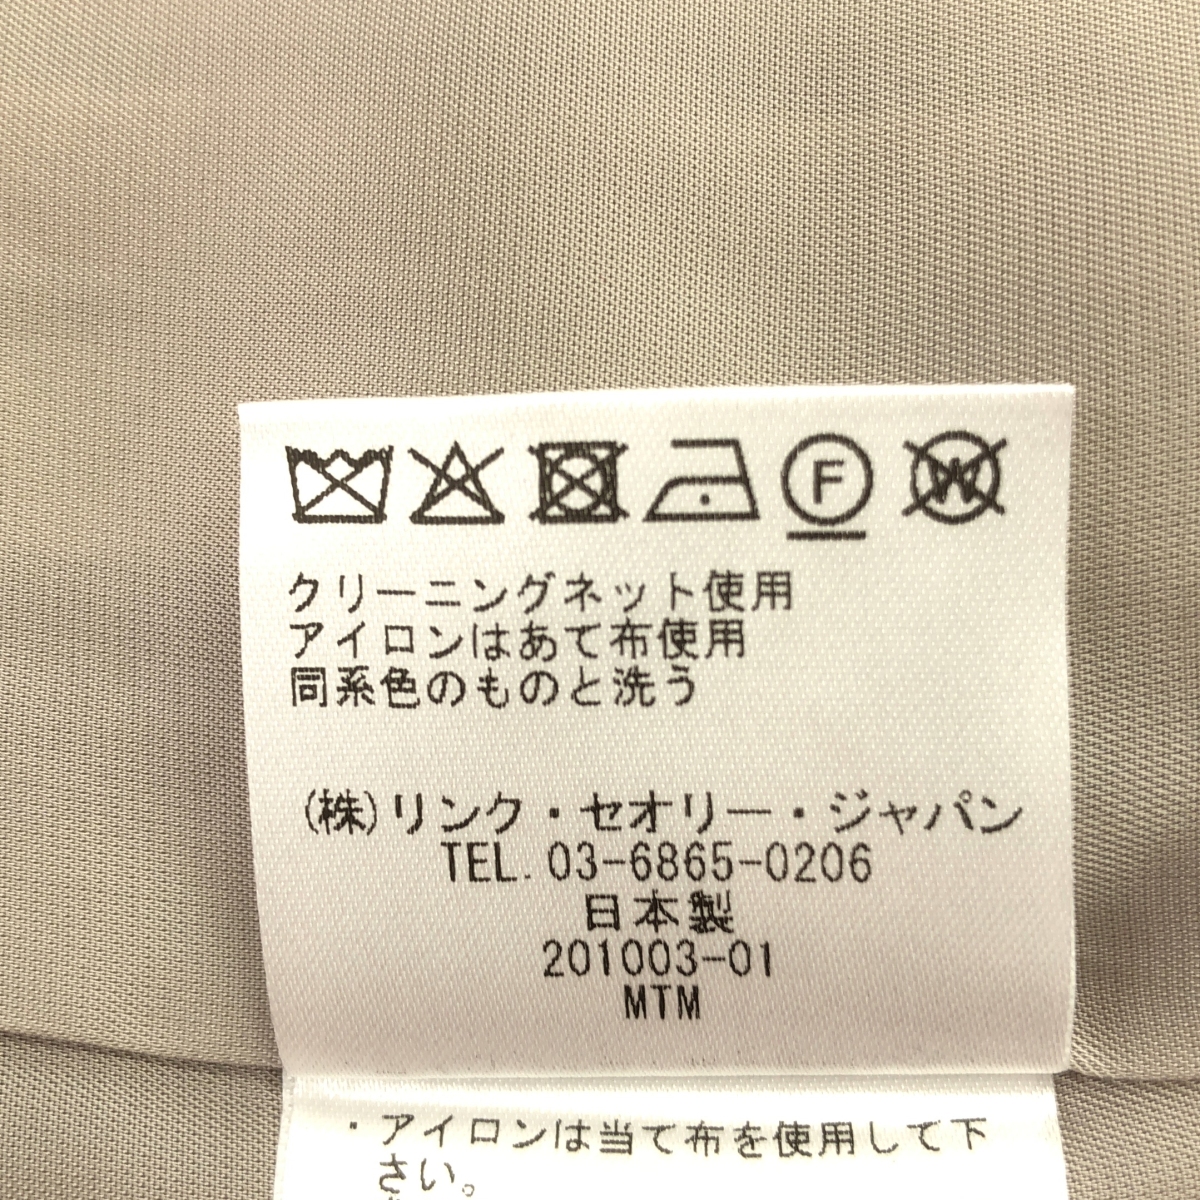 F W
クリーニングネット使用
アイロンはあて布使用
同系色のものと洗う
(株)リンク・セオリー・ジャパン
TEL. 03-6865-0206
日本製
201003-01
MTM
・アイロンは当て布を使用して下
さい。